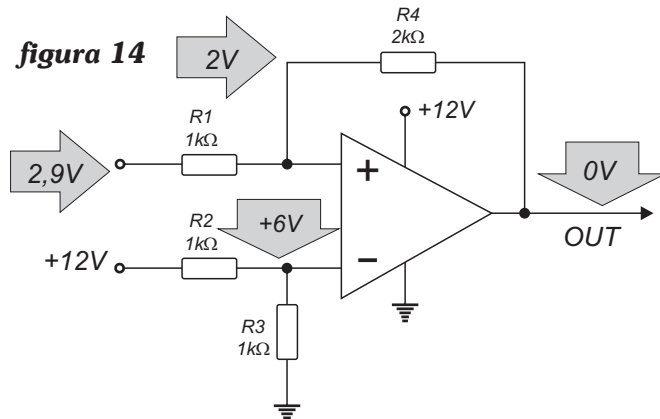 figura 14
2V
R4
2kΩ
+12V
R1
1kΩ
2,9V
+
0V
+6V
R2
1kΩ
+12V
−
OUT
R3
1kΩ